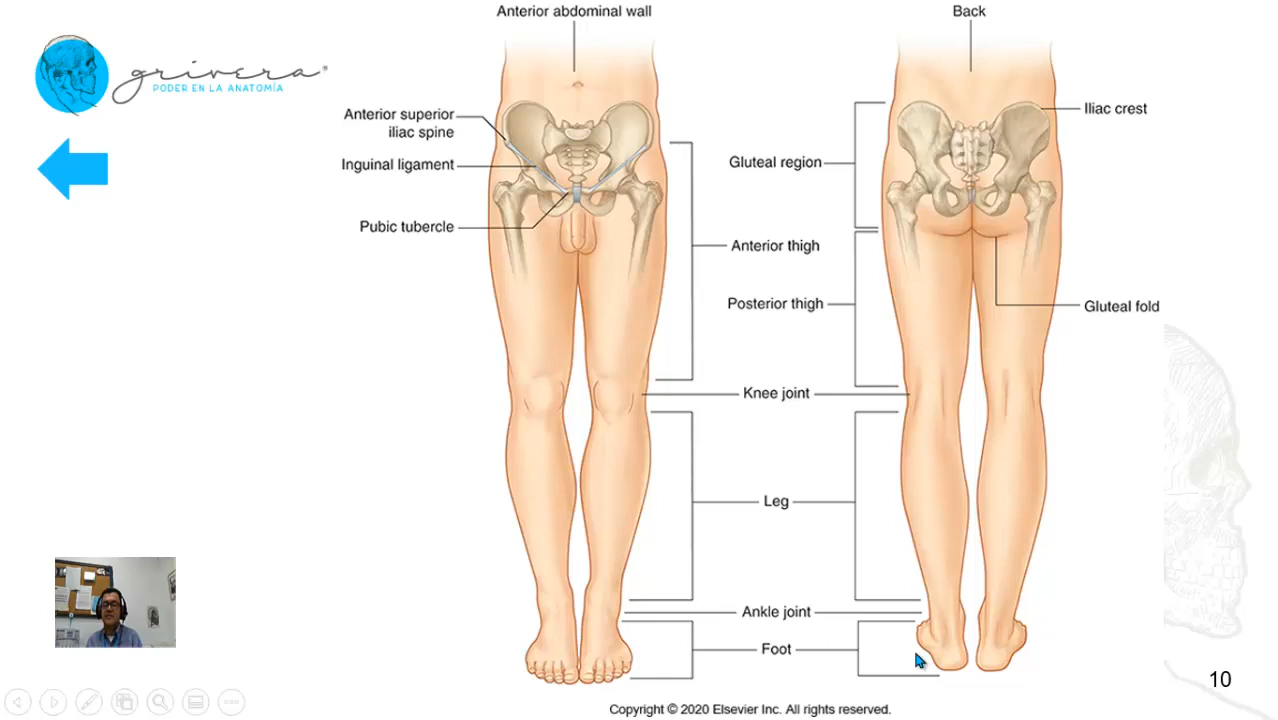 Anterior abdominal wall
Back
grivera®
PODER EN LA ANATOMÍA
Anterior superior
iliac spine
Inguinal ligament
Pubic tubercle
Gluteal region
Iliac crest
Anterior thigh
Posterior thigh
Gluteal fold
Knee joint
Leg
Ankle joint
Foot
10
Copyright © 2020 Elsevier Inc. All rights reserved.